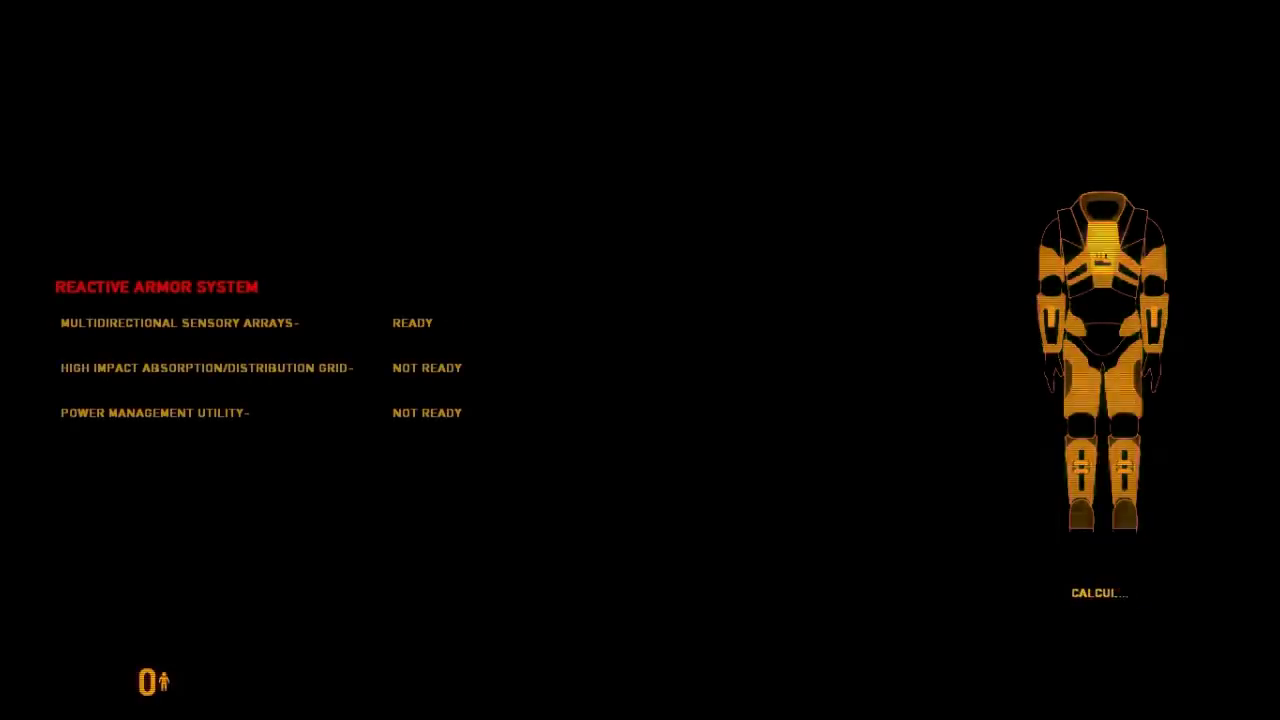 REACTIVE ARMOR SYSTEM
MULTIDIRECTIONAL SENSORY ARRAYS- READY
HIGH IMPACT ABSORPTION/DISTRIBUTION GRID- NOT READY
POWER MANAGEMENT UTILITY- NOT READY
CALCUL...
0